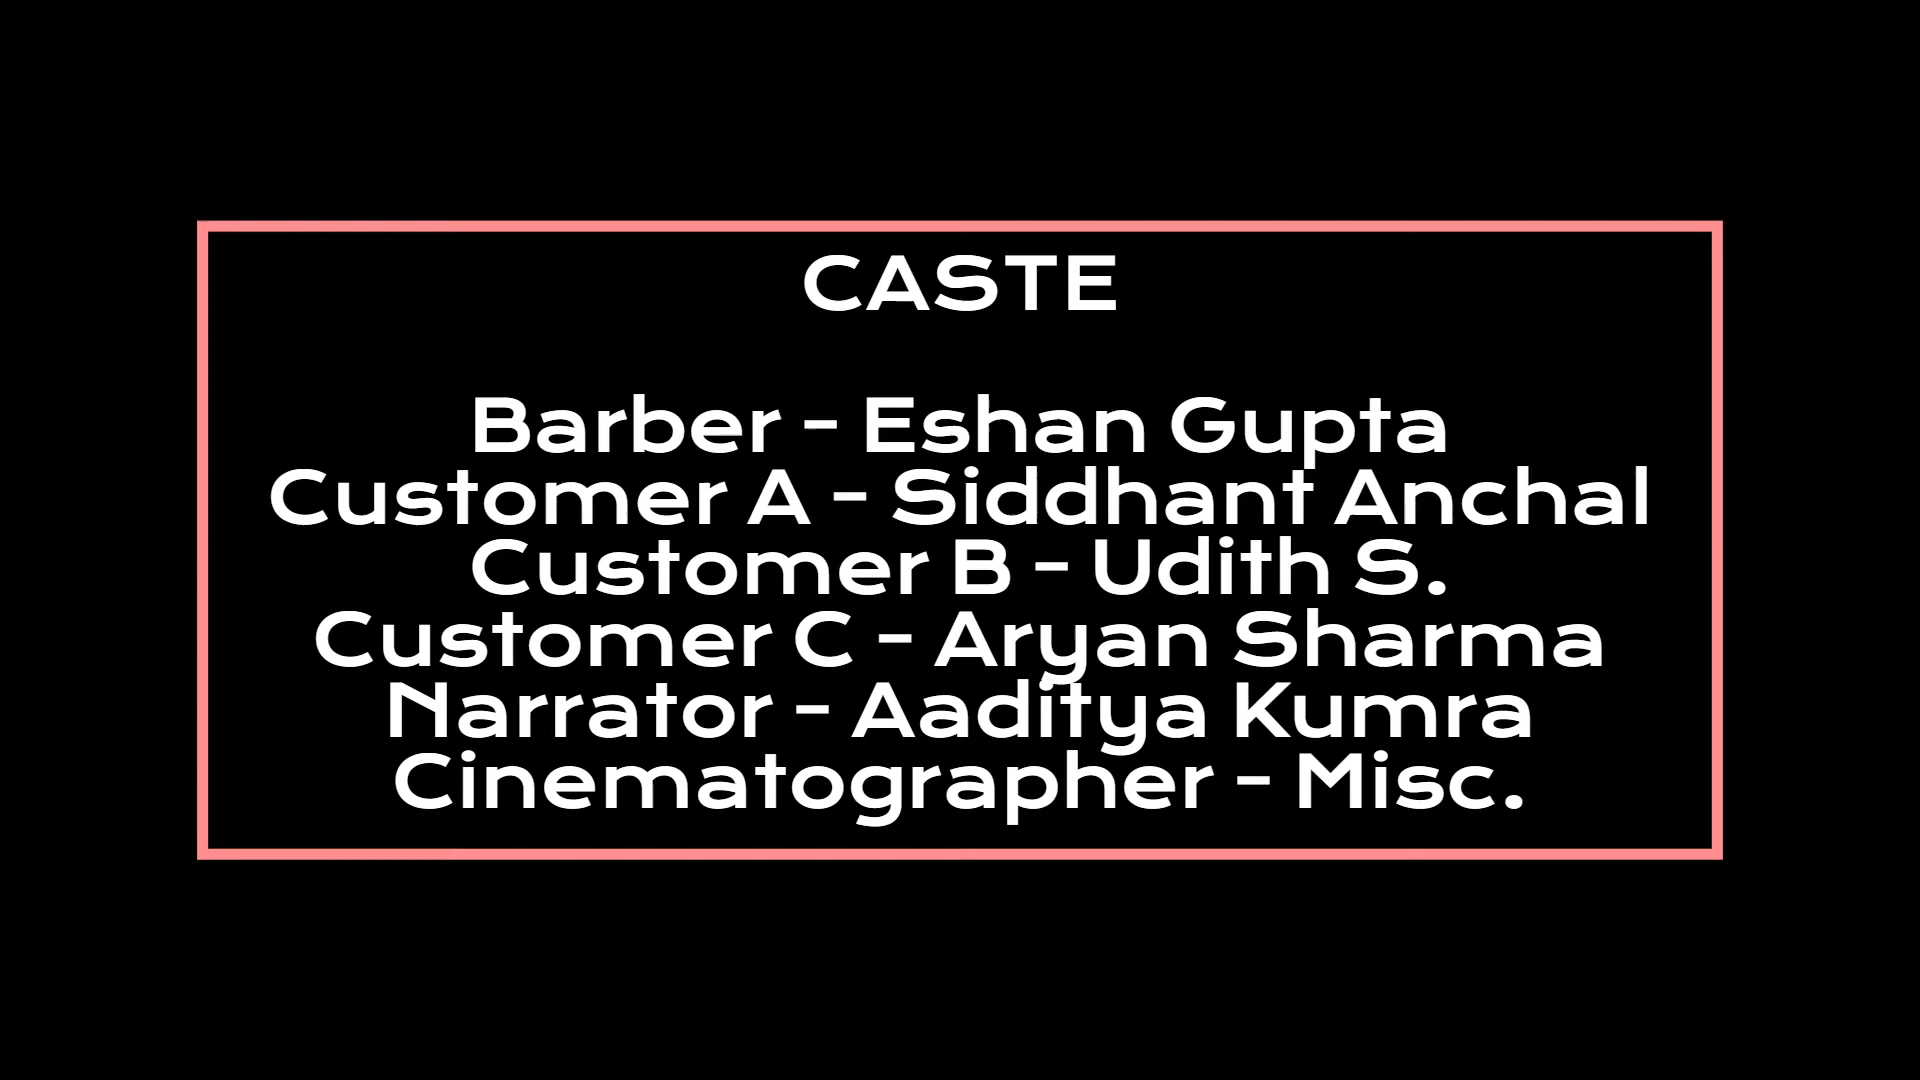 CASTE
Barber - Eshan Gupta
Customer A - Siddhant Anchal
Customer B - Udith S.
Customer C - Aryan Sharma
Narrator - Aaditya Kumra
Cinematographer - Misc.